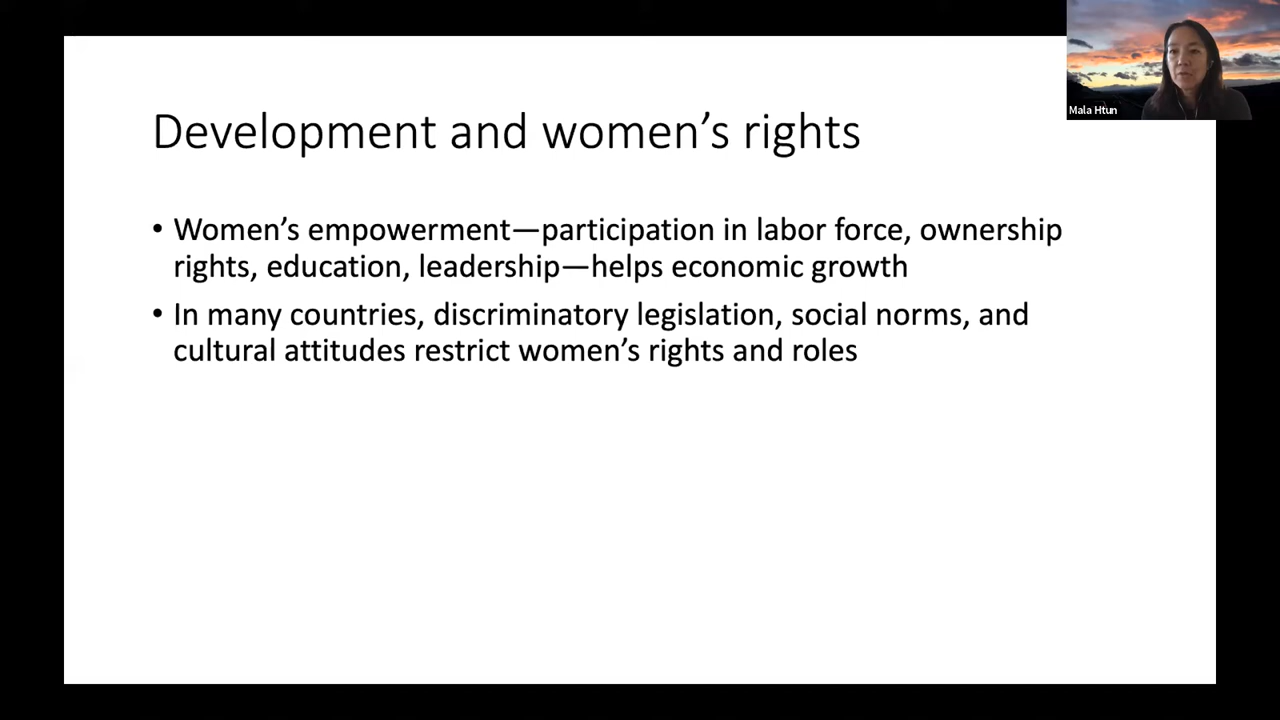 Mala Htun
Development and women’s rights
• Women’s empowerment—participation in labor force, ownership
rights, education, leadership—helps economic growth
• In many countries, discriminatory legislation, social norms, and
cultural attitudes restrict women’s rights and roles